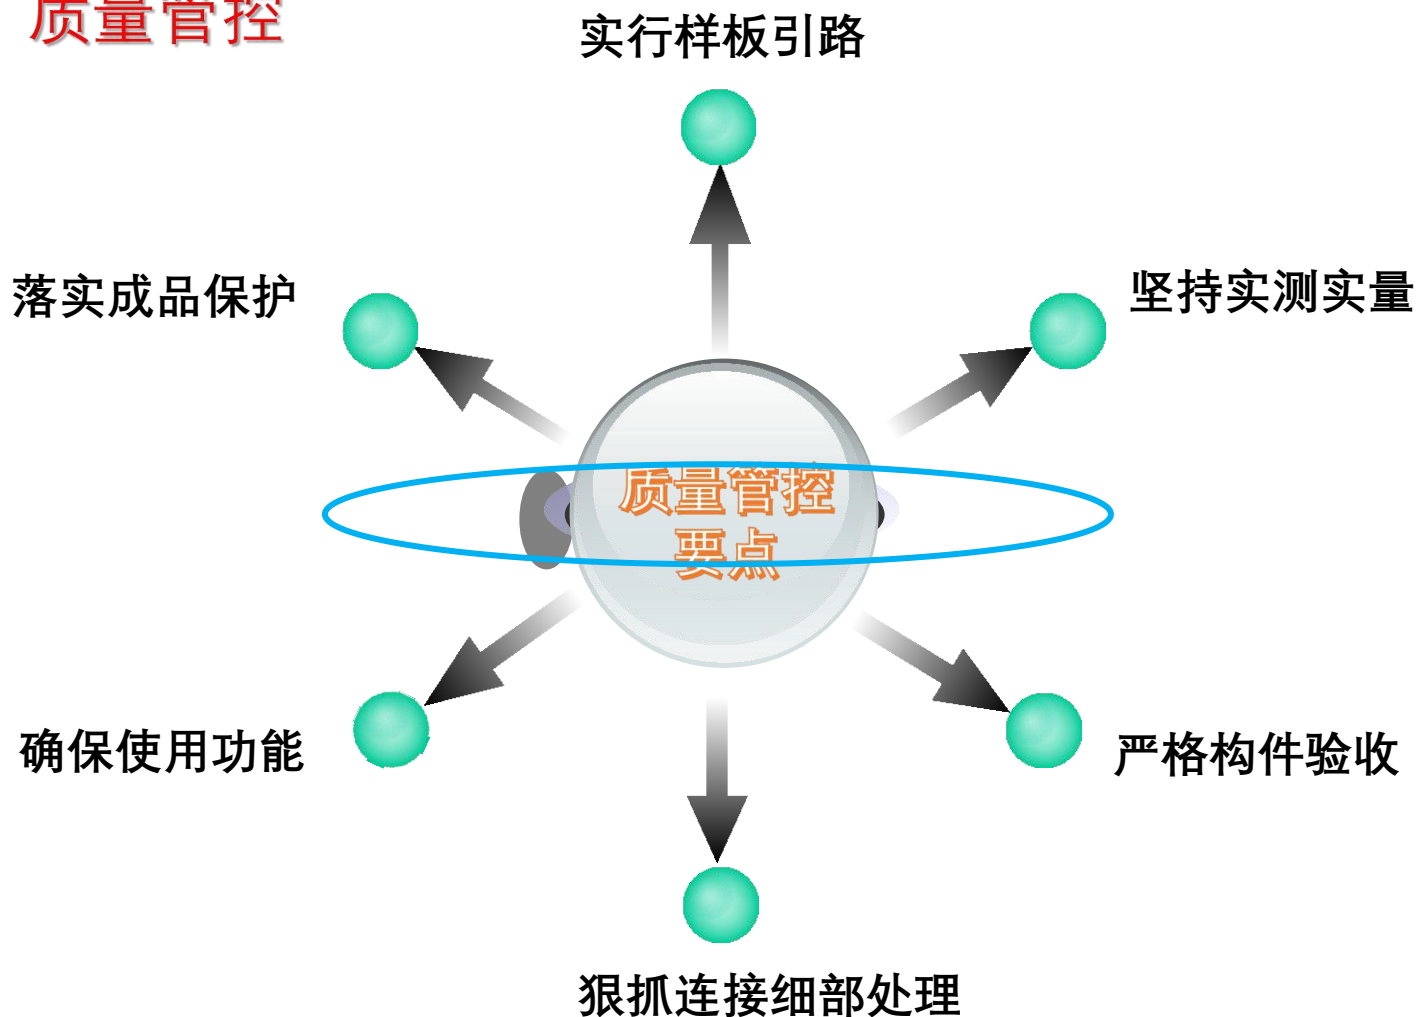 质量管控
实行样板引路
落实成品保护
坚持实测实量
质量管控
要点
确保使用功能
严格构件验收
狠抓连接细部处理